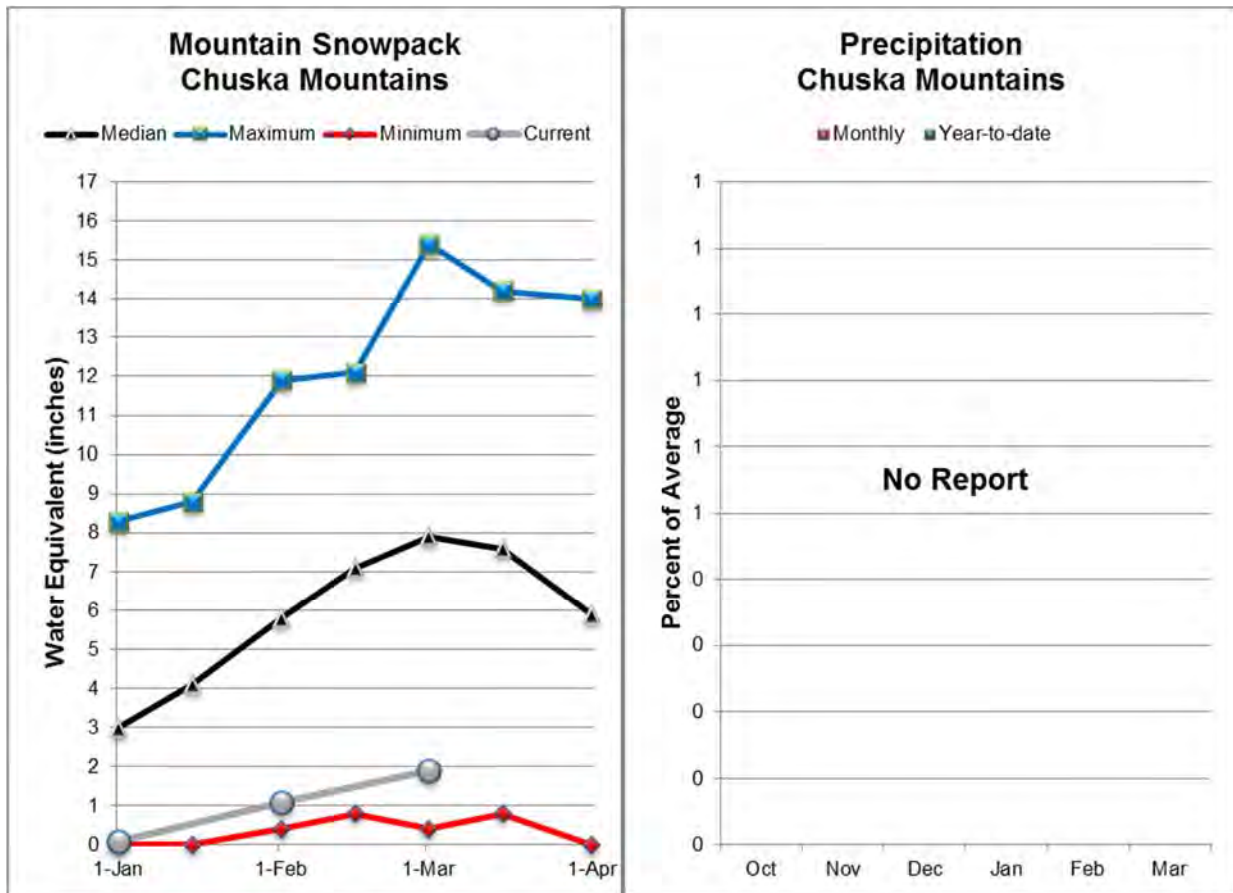 Mountain Snowpack
Chuska Mountains
Median Maximum Minimum Current
Water Equivalent (inches)
17
16
15
14
13
12
11
10
9
8
7
6
5
4
3
2
1
0
1-Jan 1-Feb 1-Mar 1-Apr
Precipitation
Chuska Mountains
Monthly Year-to-date
Percent of Average
1
1
1
1
1
1
0
0
0
0
0
No Report
Oct Nov Dec Jan Feb Mar